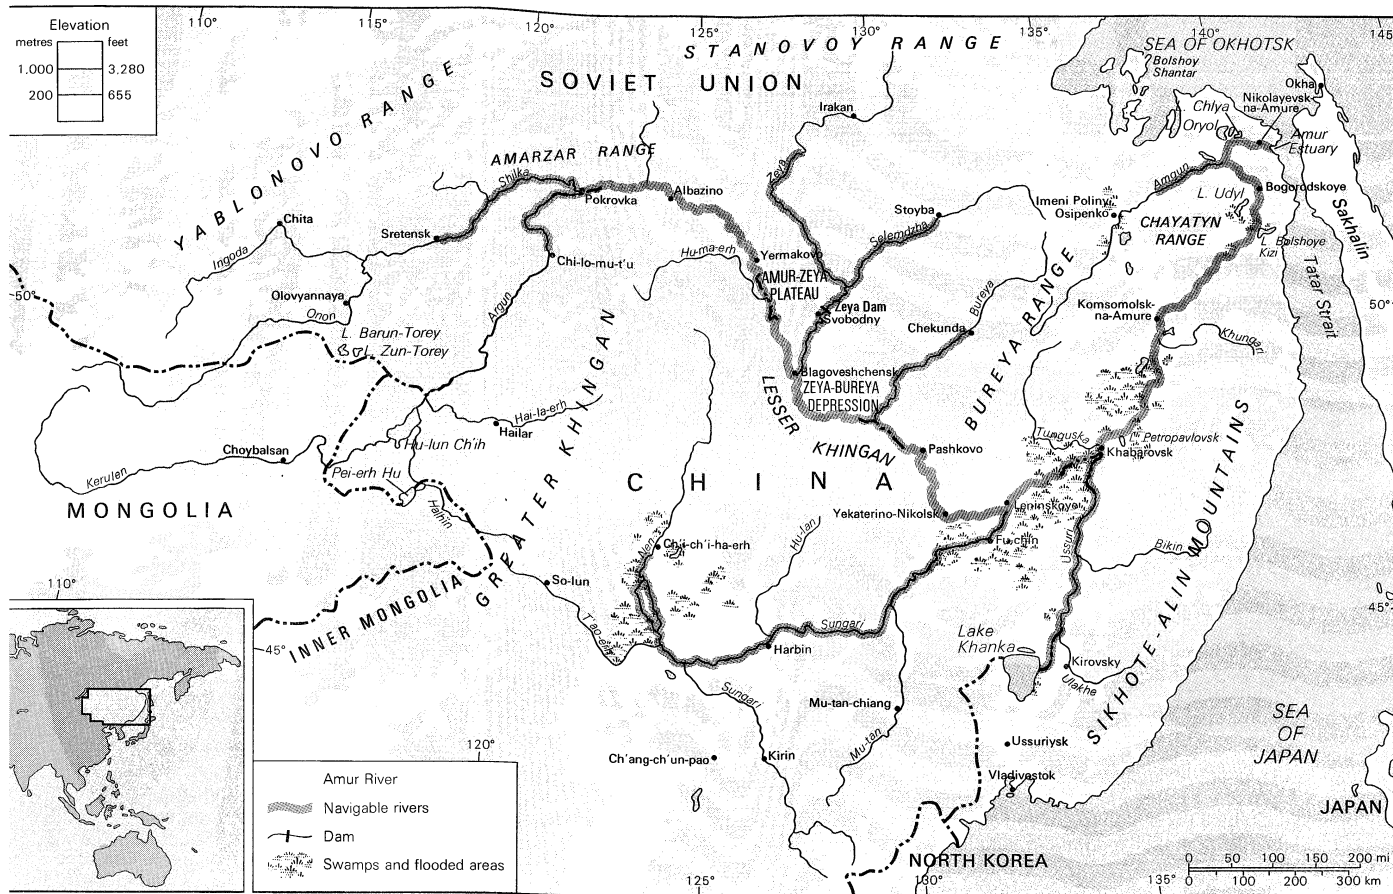 Elevation
metres feet
1.000 3.280
200 655
110°
115°
120°
125°
130°
135°
140°
145
STANOVOY RANGE
SOVIET UNION
YABLONOVO RANGE
SEA OF OKHOTSK
Bolshoy
Shantar
Okha
Nikolayevsk-
na-Amure
L. Chlya
L. Oryol
Amur
Estuary
Irakan
AMARZAR RANGE
Shilka
Zeya
Amgun
Albazino
Pokrovka
Bogorodskoye
L. Udyl
Imeni Poliny
Osipenko
Stoyba
CHAYATYN
RANGE
Sakhalin
Chita
Sretensk
Selemdzha
Ingoda
Hu-ma-erh
Yermakovo
Chi-lo-mu-t'u
L. Bolshoye
Kizi
Tatar Strait
AMUR-ZEYA
PLATEAU
50°
Olovyannaya
Onon
Argun
Bureya
BUREYA RANGE
Zeya Dam
Svobodny
Komsomolsk-
na-Amure
50°
L. Barun-Torey
L. Zun-Torey
Chekunda
Khungari
Blagoveshchensk
ZEYA-BUREYA
DEPRESSION
LESSER
KHINGAN
GREATER KHINGAN
Hai-la-erh
Hailar
Hu-lun Ch'ih
Choybalsan
Pei-erh Hu
Kerulen
Halhin
Tunguska
Petropavlovsk
Khabarovsk
Pashkovo
CHINA
MONGOLIA
Yekaterino-Nikolsk
Leninskoye
Fu-chin
Ussuri
Bikin
SIKHOTE-ALIN MOUNTAINS
Hu-lan
Nen
Ch'i-ch'i-ha-erh
So-lun
INNER MONGOLIA
T'ao-erh
110°
45°
45°
Sungari
Harbin
Lake
Khanka
Kirovsky
Ulakhe
Sungari
Mu-tan-chiang
Mu-tan
Kirin
Ch'ang-ch'un-pao
Ussuriysk
Vladivostok
SEA
OF
JAPAN
JAPAN
NORTH KOREA
120°
125°
130°
135°
Amur River
Navigable rivers
Dam
Swamps and flooded areas
0 50 100 150 200 mi
0 100 200 300 km